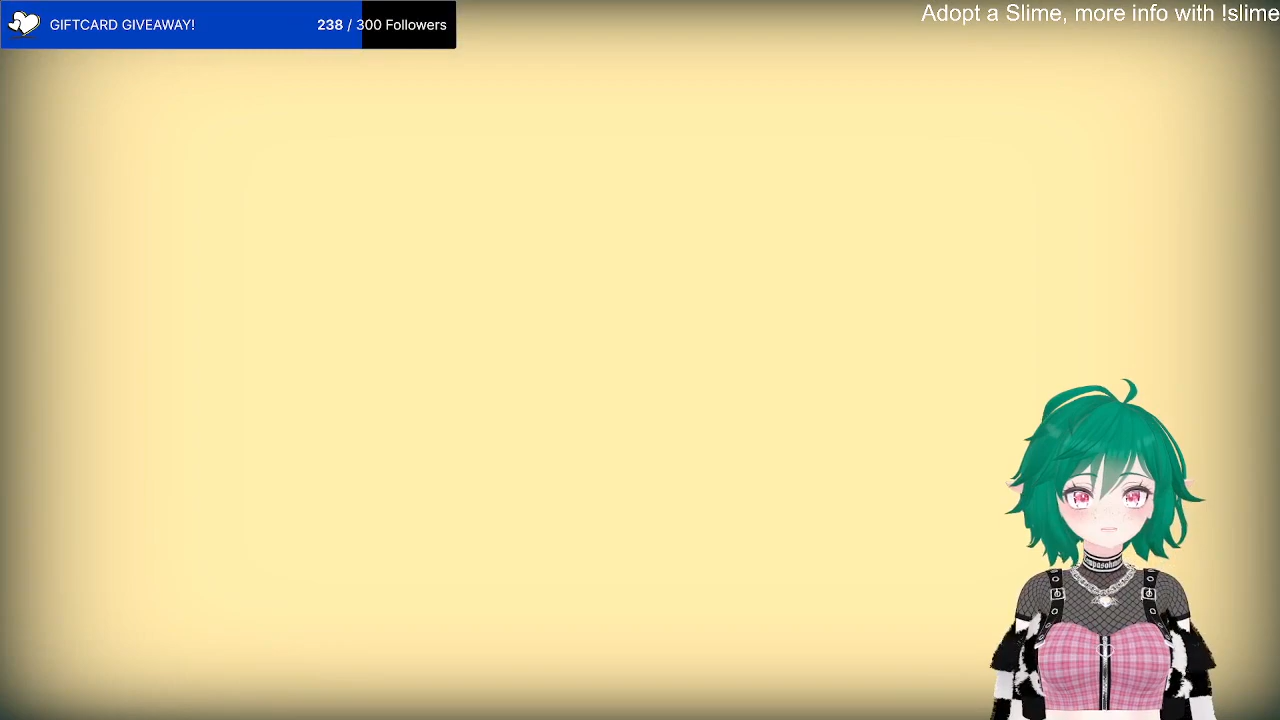 GIFTCARD GIVEAWAY! 238 / 300 Followers
Adopt a Slime, more info with !slime